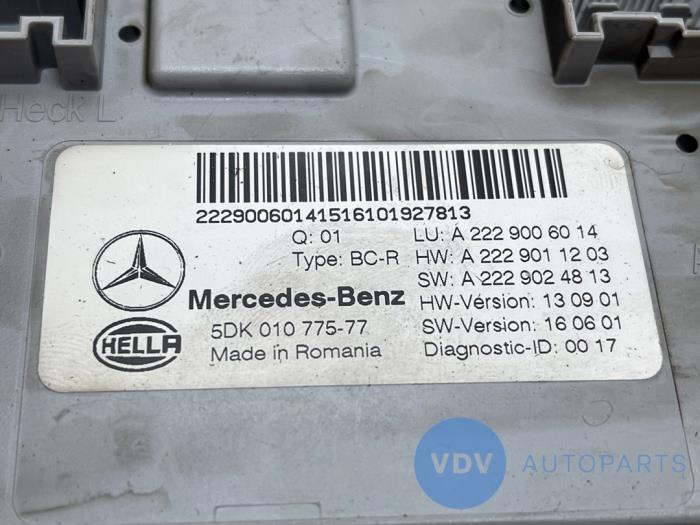 Heck L
22290060141516101927813
Q: 01 LU: A 222 900 60 14
Type: BC-R HW: A 222 901 12 03
SW: A 222 902 48 13
Mercedes-Benz HW-Version: 13 09 01
HELLA 5DK 010 775-77 SW-Version: 16 06 01
Made in Romania Diagnostic-ID: 00 17
VDV AUTOPARTS